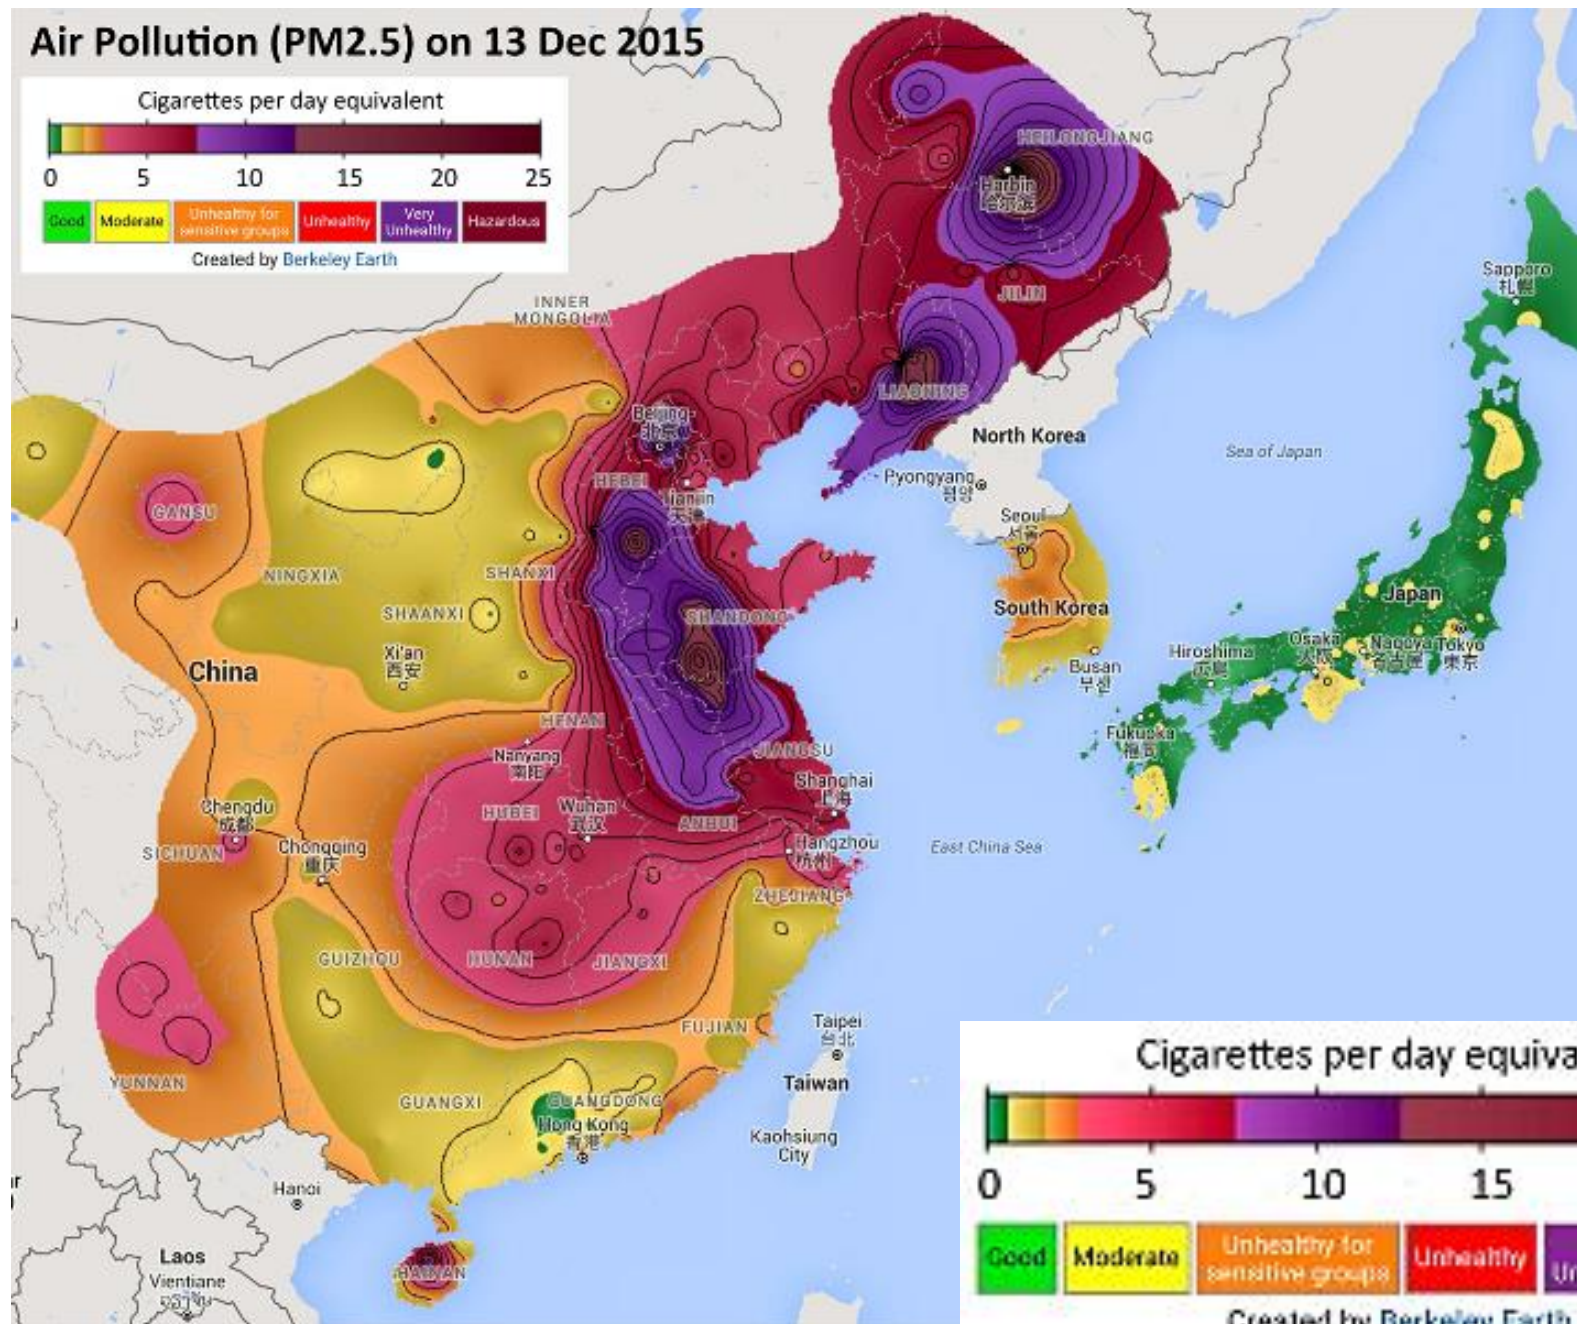 Air Pollution (PM2.5) on 13 Dec 2015
Cigarettes per day equivalent
0 5 10 15 20 25
Good
Moderate
Unhealthy for
sensitive groups
Unhealthy
Very
Unhealthy
Hazardous
Created by Berkeley Earth
HEILONGJIANG
Harbin
JILIN
INNER
MONGOLIA
LIAONING
Sapporo
札幌
Beijing
北京
North Korea
Sea of Japan
HEBEI
Tianjin
天津
Pyongyang
평양
Seoul
서울
GANSU
NINGXIA
SHANXI
SHAANXI
SHANDONG
South Korea
Japan
China
Xi'an
西安
Busan
부산
Hiroshima
広島
Osaka
大阪
Nagoya
名古屋
Tokyo
東京
HENAN
Nanyang
南阳
JIANGSU
Fukuoka
福岡
Shanghai
上海
Chengdu
成都
HUBEI
Wuhan
武汉
ANHUI
Hangzhou
杭州
East China Sea
SICHUAN
Chongqing
重庆
ZHEJIANG
GUIZHOU
HUNAN
JIANGXI
FUJIAN
Taipei
台北
YUNNAN
Taiwan
GUANGXI
GUANGDONG
Hong Kong
香港
Kaohsiung
City
Hanoi
HAINAN
Laos
Vientiane
Cigarettes per day equiva
0 5 10 15
Good
Moderate
Unhealthy for
sensitive groups
Unhealthy
Un
Created by Berkeley Earth